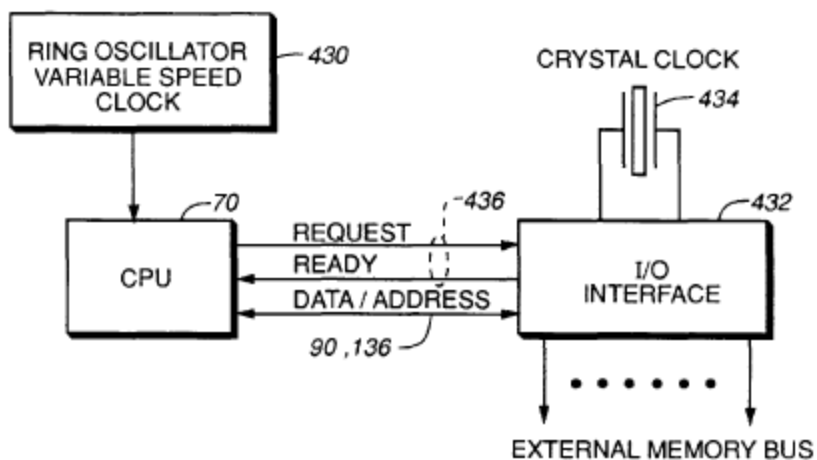 RING OSCILLATOR
VARIABLE SPEED
CLOCK
430
CRYSTAL CLOCK
434
70
CPU
REQUEST
READY
DATA / ADDRESS
436
90 ,136
432
I/O
INTERFACE
EXTERNAL MEMORY BUS